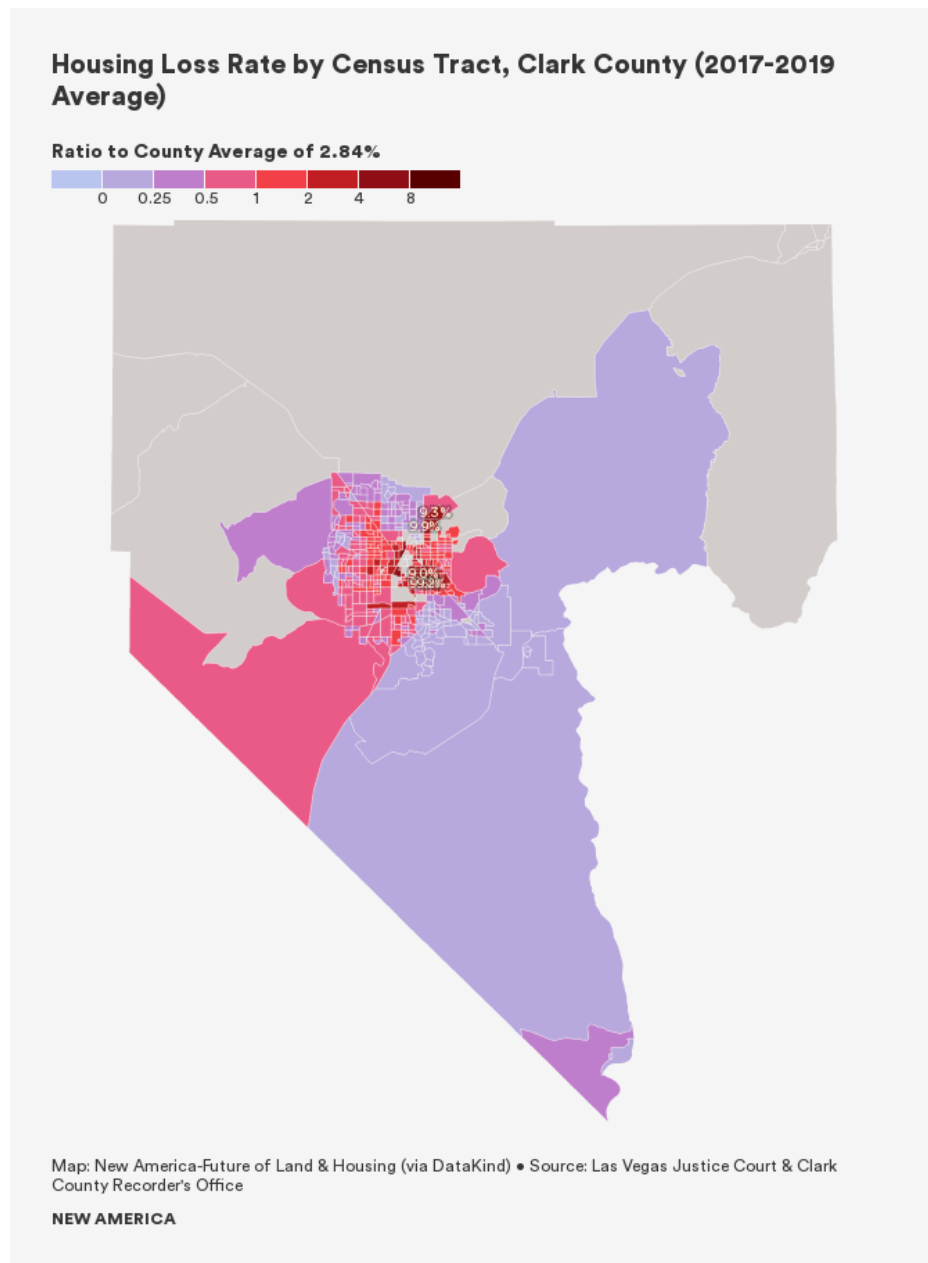 Housing Loss Rate by Census Tract, Clark County (2017-2019
Average)
Ratio to County Average of 2.84%
0 0.25 0.5 1 2 4 8
9.3%
9.9%
9.0%
Map: New America-Future of Land & Housing (via DataKind) • Source: Las Vegas Justice Court & Clark
County Recorder's Office
NEW AMERICA